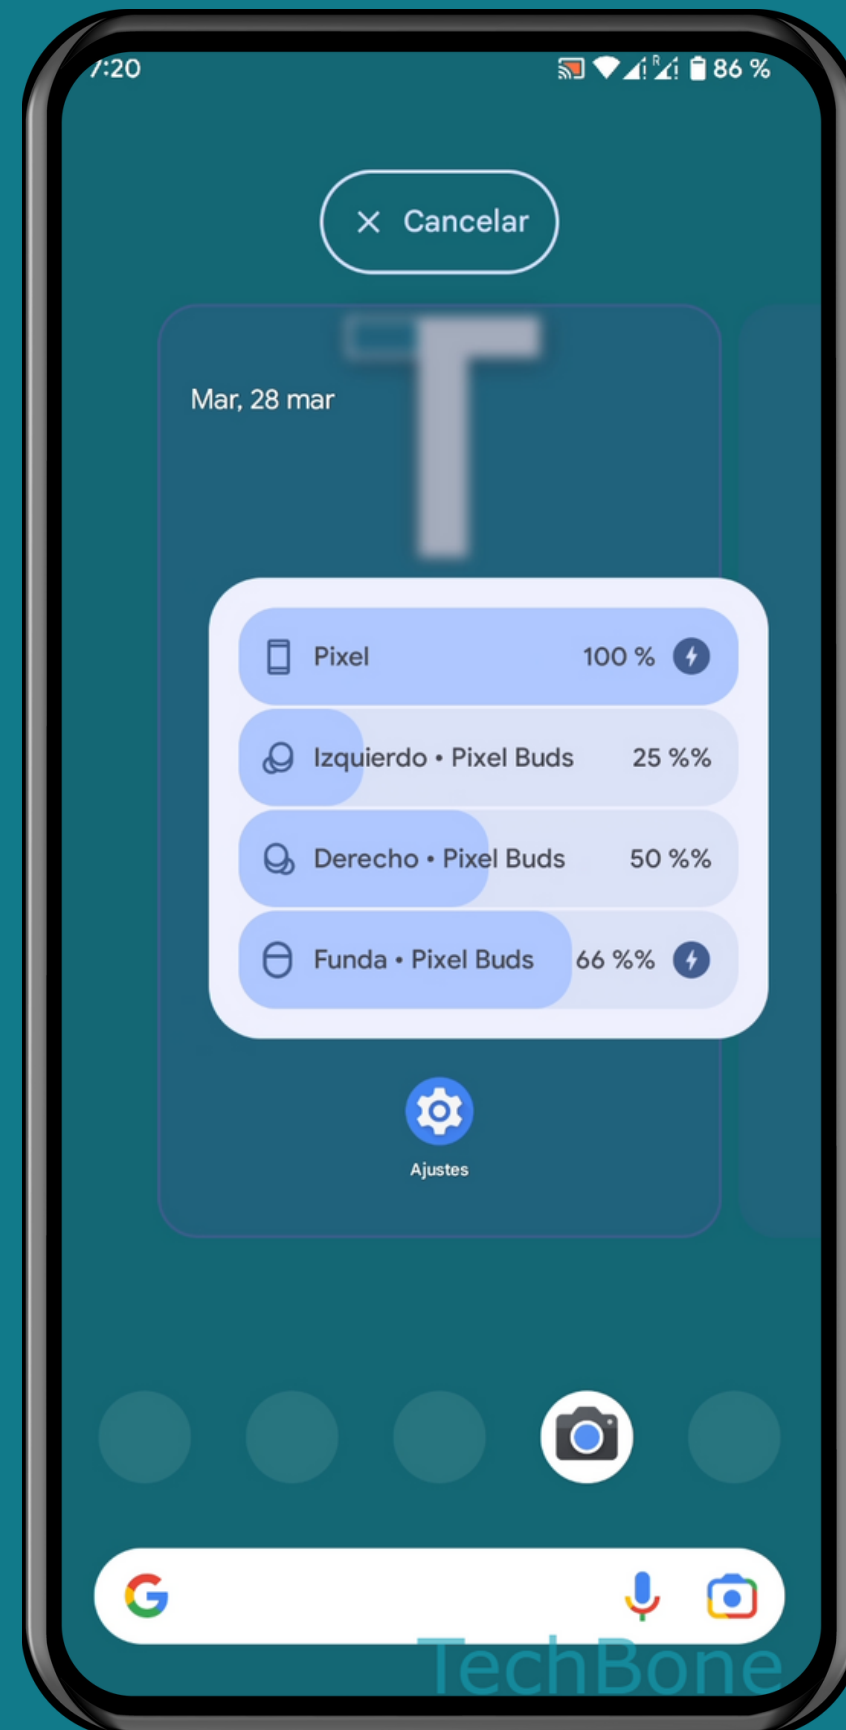 7:20 R 86 %
Cancelar
T
Mar, 28 mar
Pixel 100 %
Izquierdo • Pixel Buds 25 %%
Derecho • Pixel Buds 50 %%
Funda • Pixel Buds 66 %%
Ajustes
G
TechBone